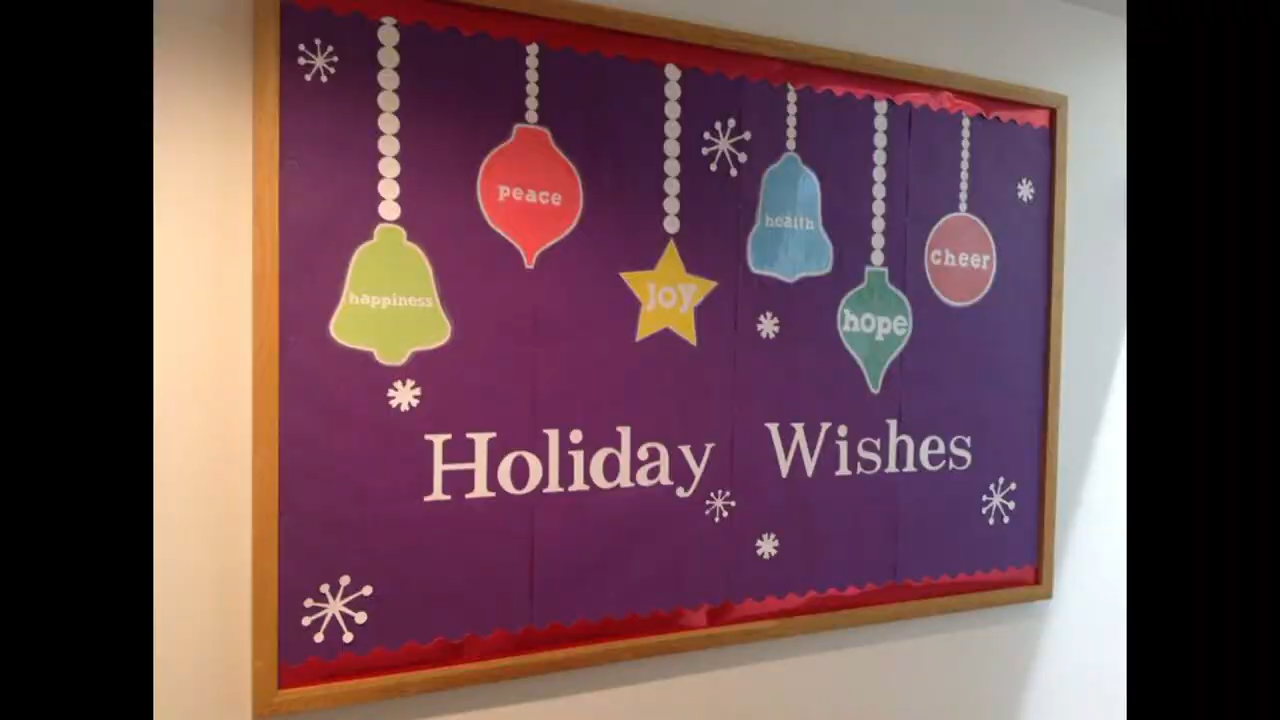 happiness
peace
joy
health
hope
cheer
Holiday Wishes